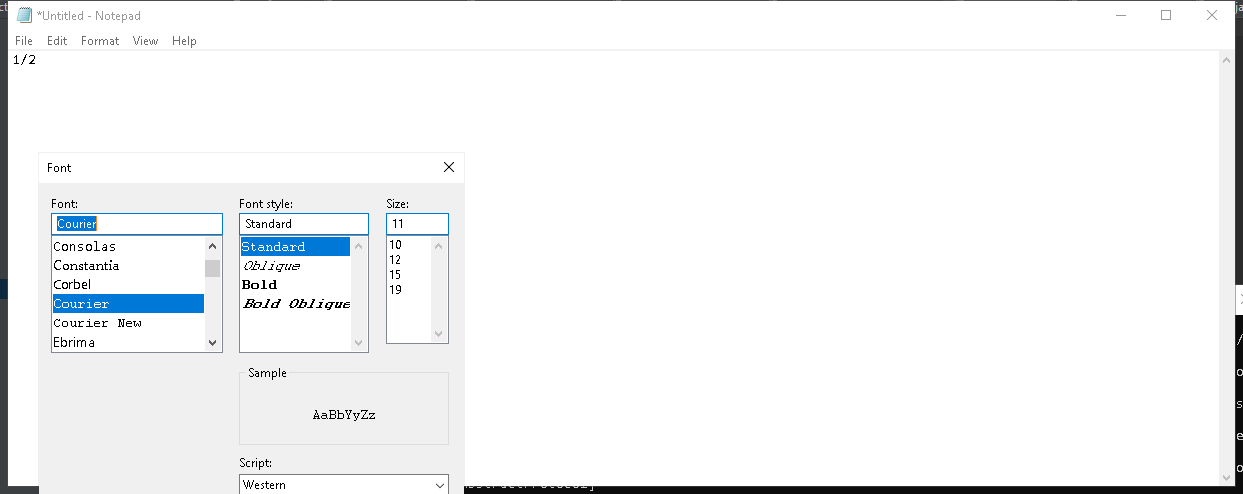 *Untitled - Notepad
File Edit Format View Help
1/2
Font
Font: Font style: Size:
Courier Standard 11
Consolas
Constantia
Corbel
Courier
Courier New
Ebrima
Standard
Oblique
Bold
Bold Oblique
10
12
15
19
Sample
AaBbYyZz
Script:
Western